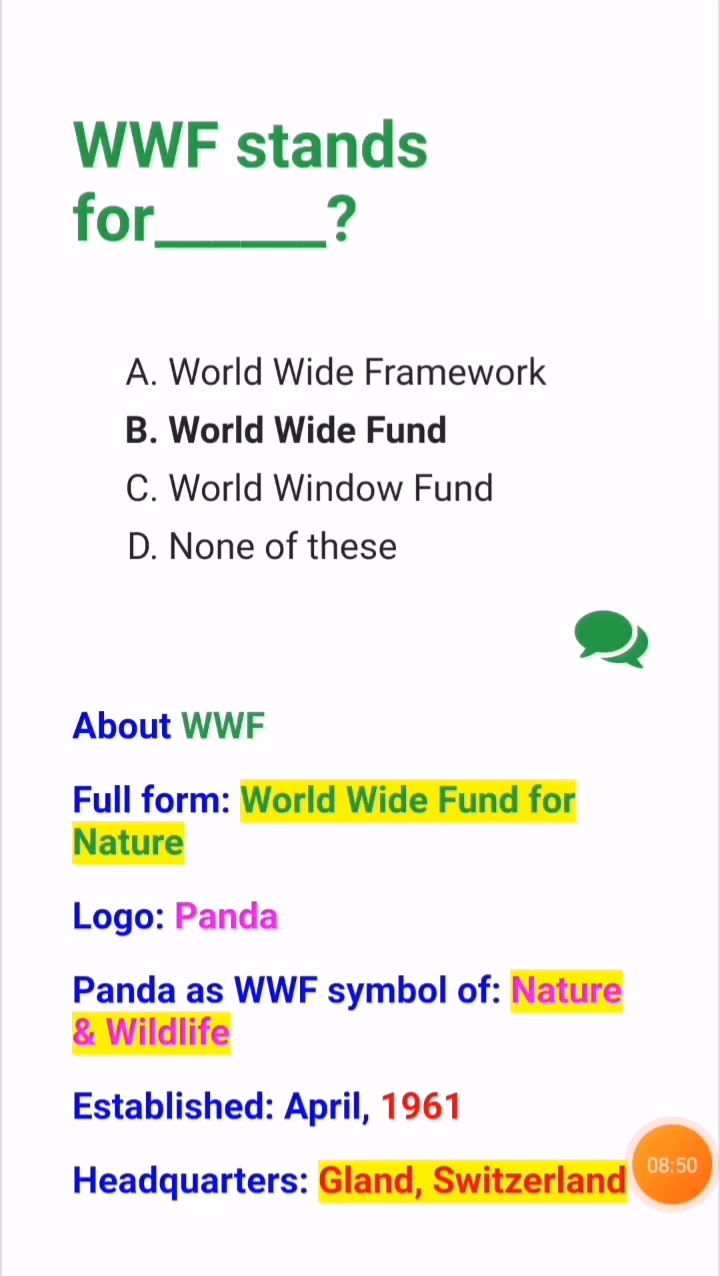 WWF stands
for______?
A. World Wide Framework
B. World Wide Fund
C. World Window Fund
D. None of these
About WWF
Full form: World Wide Fund for
Nature
Logo: Panda
Panda as WWF symbol of: Nature
& Wildlife
Established: April, 1961
08:50
Headquarters: Gland, Switzerland